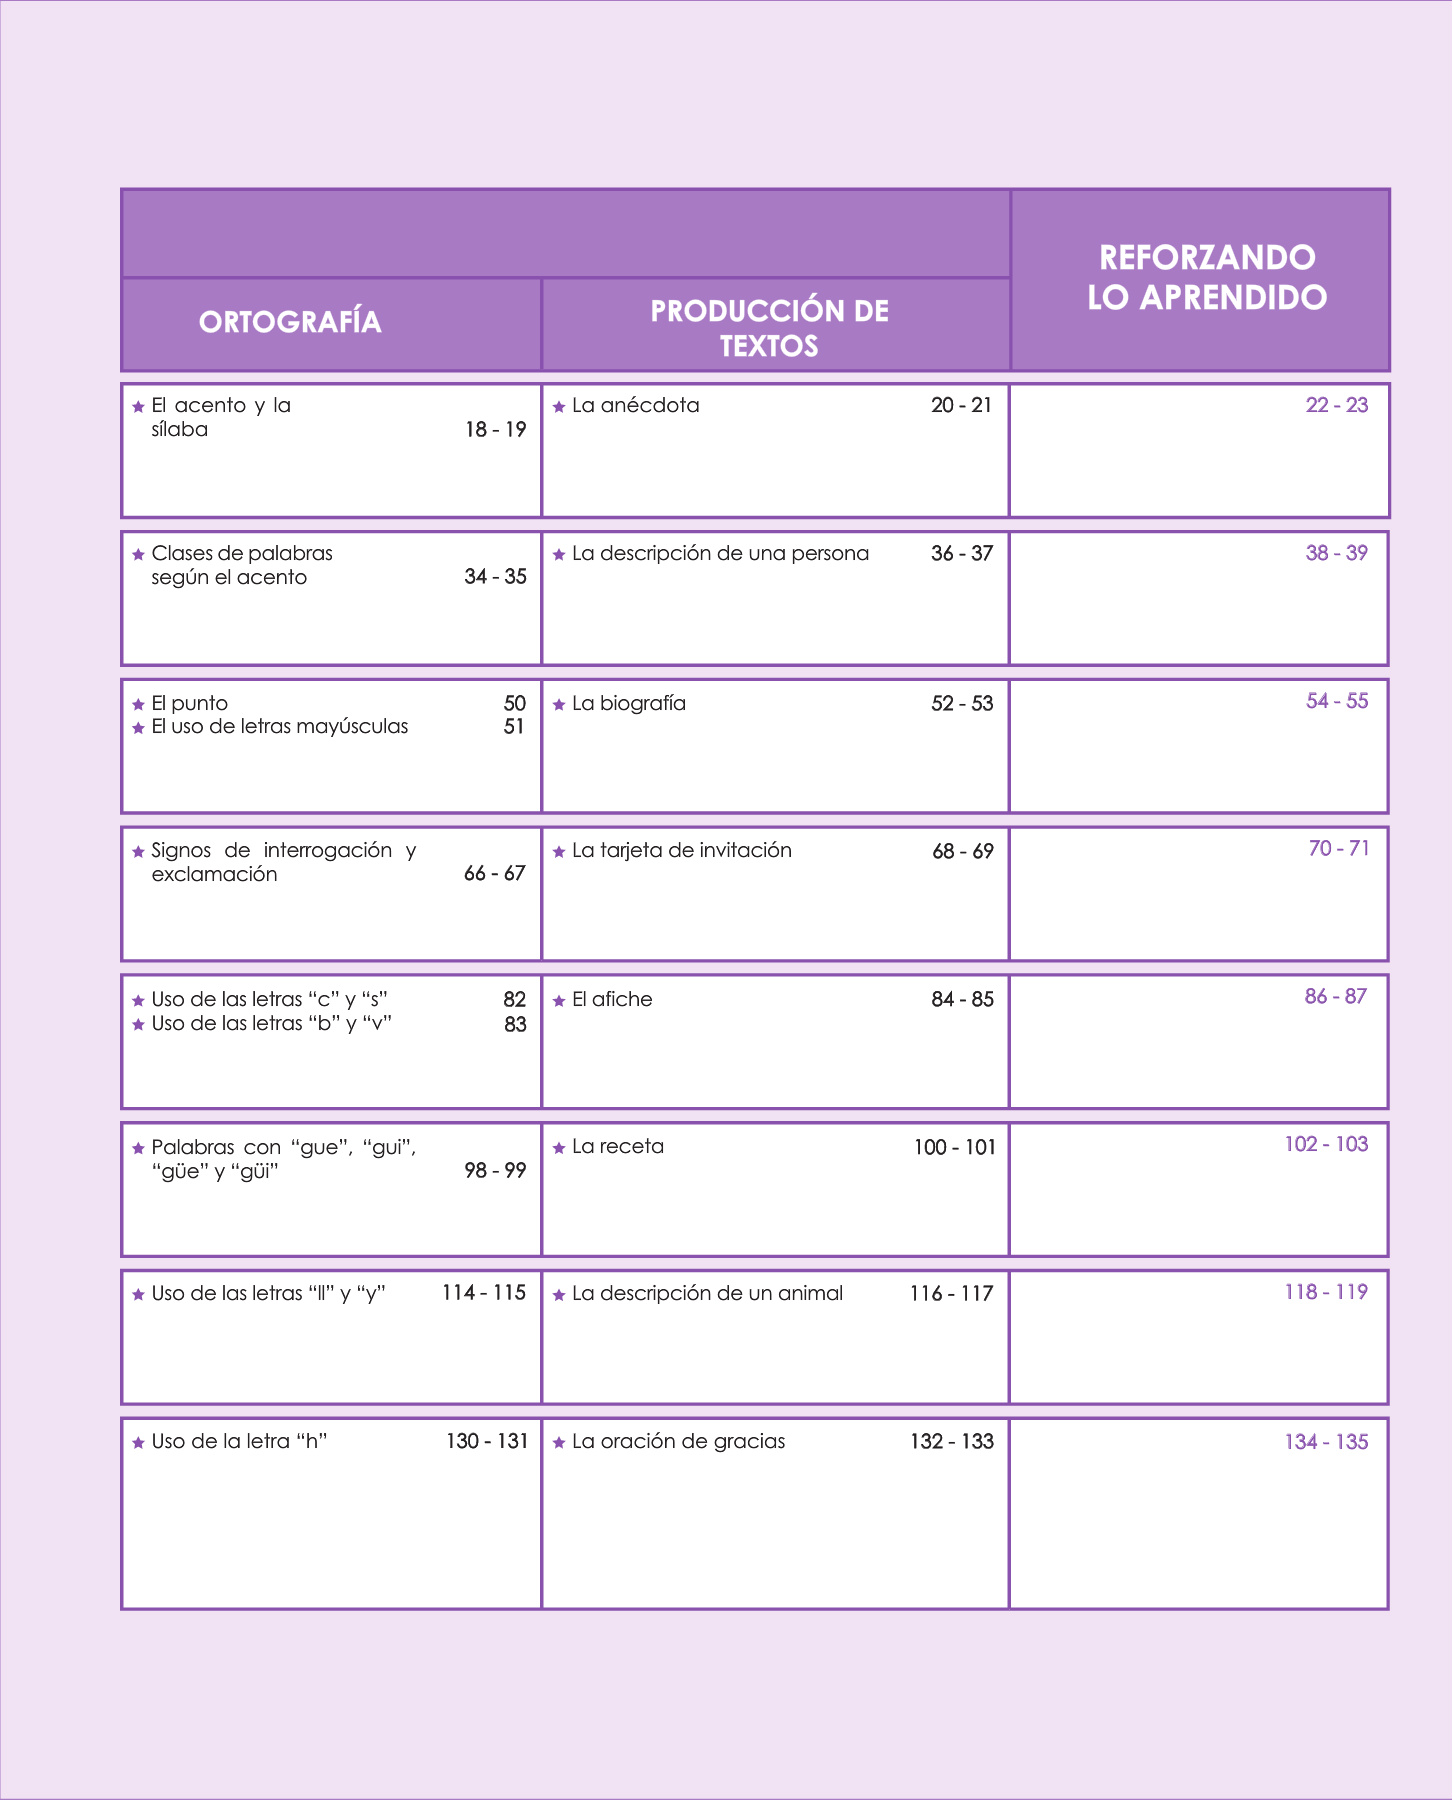 REFORZANDO
LO APRENDIDO
ORTOGRAFÍA
PRODUCCIÓN DE
TEXTOS
★ El acento y la
sílaba 18 - 19
★ La anécdota 20 - 21
22 - 23
★ Clases de palabras
según el acento 34 - 35
★ La descripción de una persona 36 - 37
38 - 39
★ El punto 50
★ El uso de letras mayúsculas 51
★ La biografía 52 - 53
54 - 55
★ Signos de interrogación y
exclamación 66 - 67
★ La tarjeta de invitación 68 - 69
70 - 71
★ Uso de las letras “c” y “s” 82
★ Uso de las letras “b” y “v” 83
★ El afiche 84 - 85
86 - 87
★ Palabras con “gue”, “gui”,
“güe” y “güi” 98 - 99
★ La receta 100 - 101
102 - 103
★ Uso de las letras “ll” y “y” 114 - 115
★ La descripción de un animal 116 - 117
118 - 119
★ Uso de la letra “h” 130 - 131
★ La oración de gracias 132 - 133
134 - 135